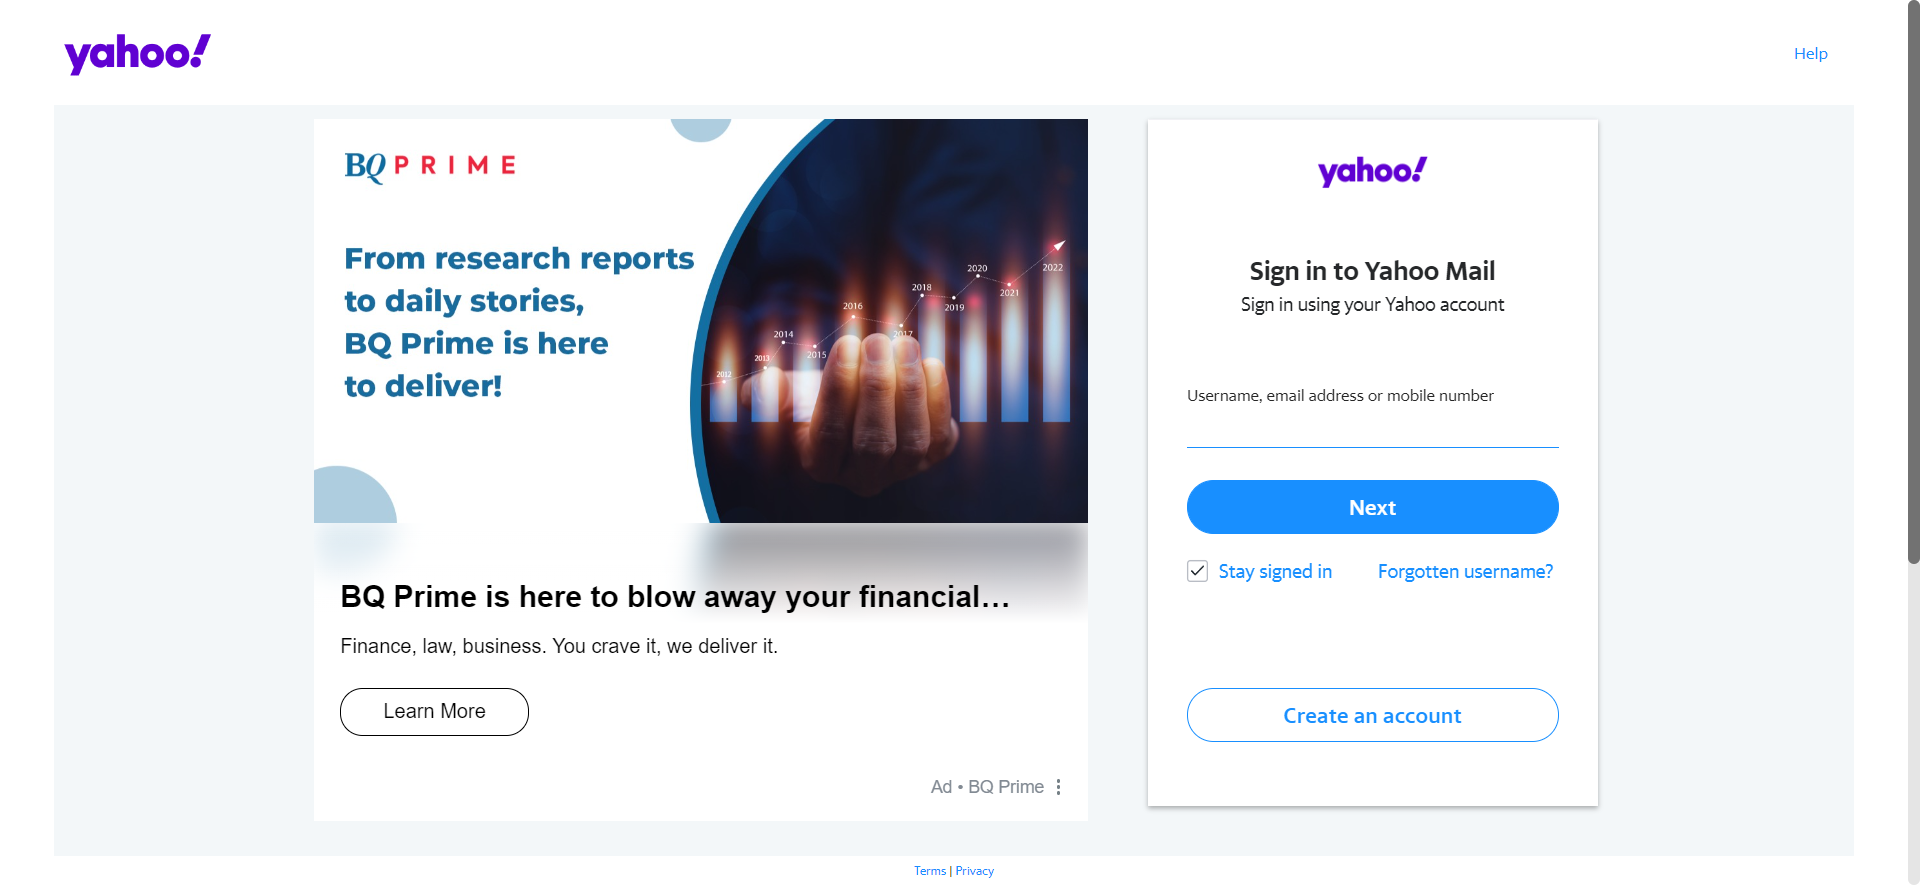 yahoo!
Help
BQ PRIME
From research reports
to daily stories,
BQ Prime is here
to deliver!
2012
2013
2014
2015
2016
2017
2018
2019
2020
2021
2022
BQ Prime is here to blow away your financial...
Finance, law, business. You crave it, we deliver it.
Learn More
Ad • BQ Prime
yahoo!
Sign in to Yahoo Mail
Sign in using your Yahoo account
Username, email address or mobile number
Next
Stay signed in
Forgotten username?
Create an account
Terms | Privacy